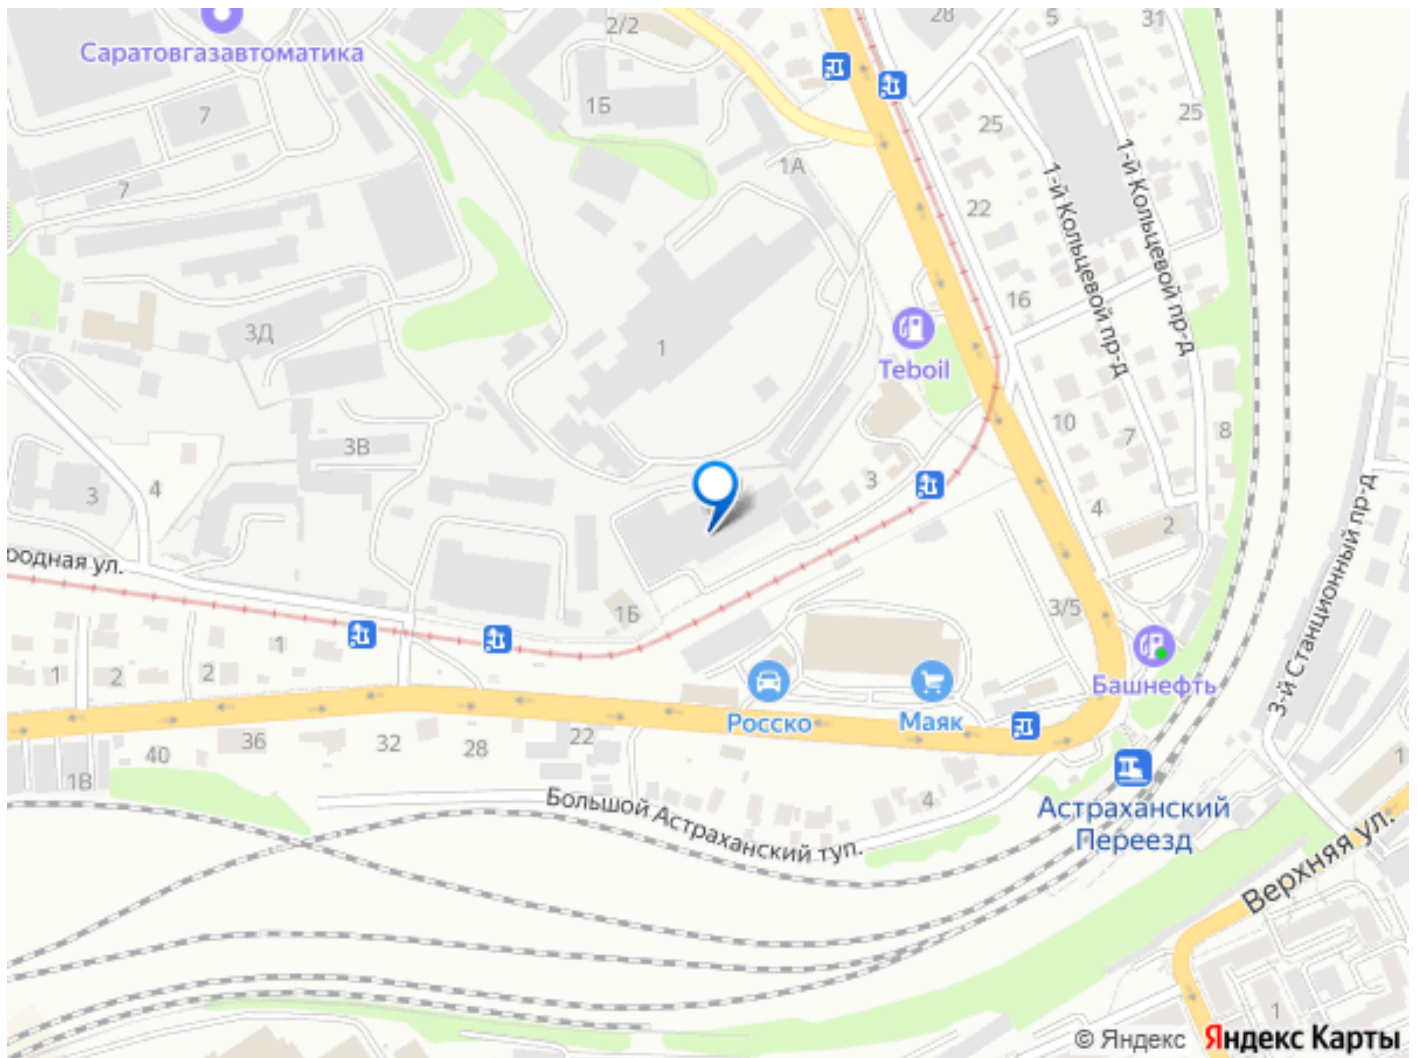 28
5
31
2/2
Саратовгазавтоматика
1Б
7
25
25
1-й Кольцевой пр-д
1А
1-й Кольцевой пр-д
7
22
16
3Д
1
Teboil
10
7
8
3В
3
4
3
4
2
3-й Станционный пр-д
родная ул.
1Б
3/5
1
1
2
2
Росско
Маяк
Башнефть
40
36
32
28
22
1В
Большой Астраханский туп.
4
1
Астраханский
Переезд
Верхняя ул.
1
© Яндекс Яндекс Карты